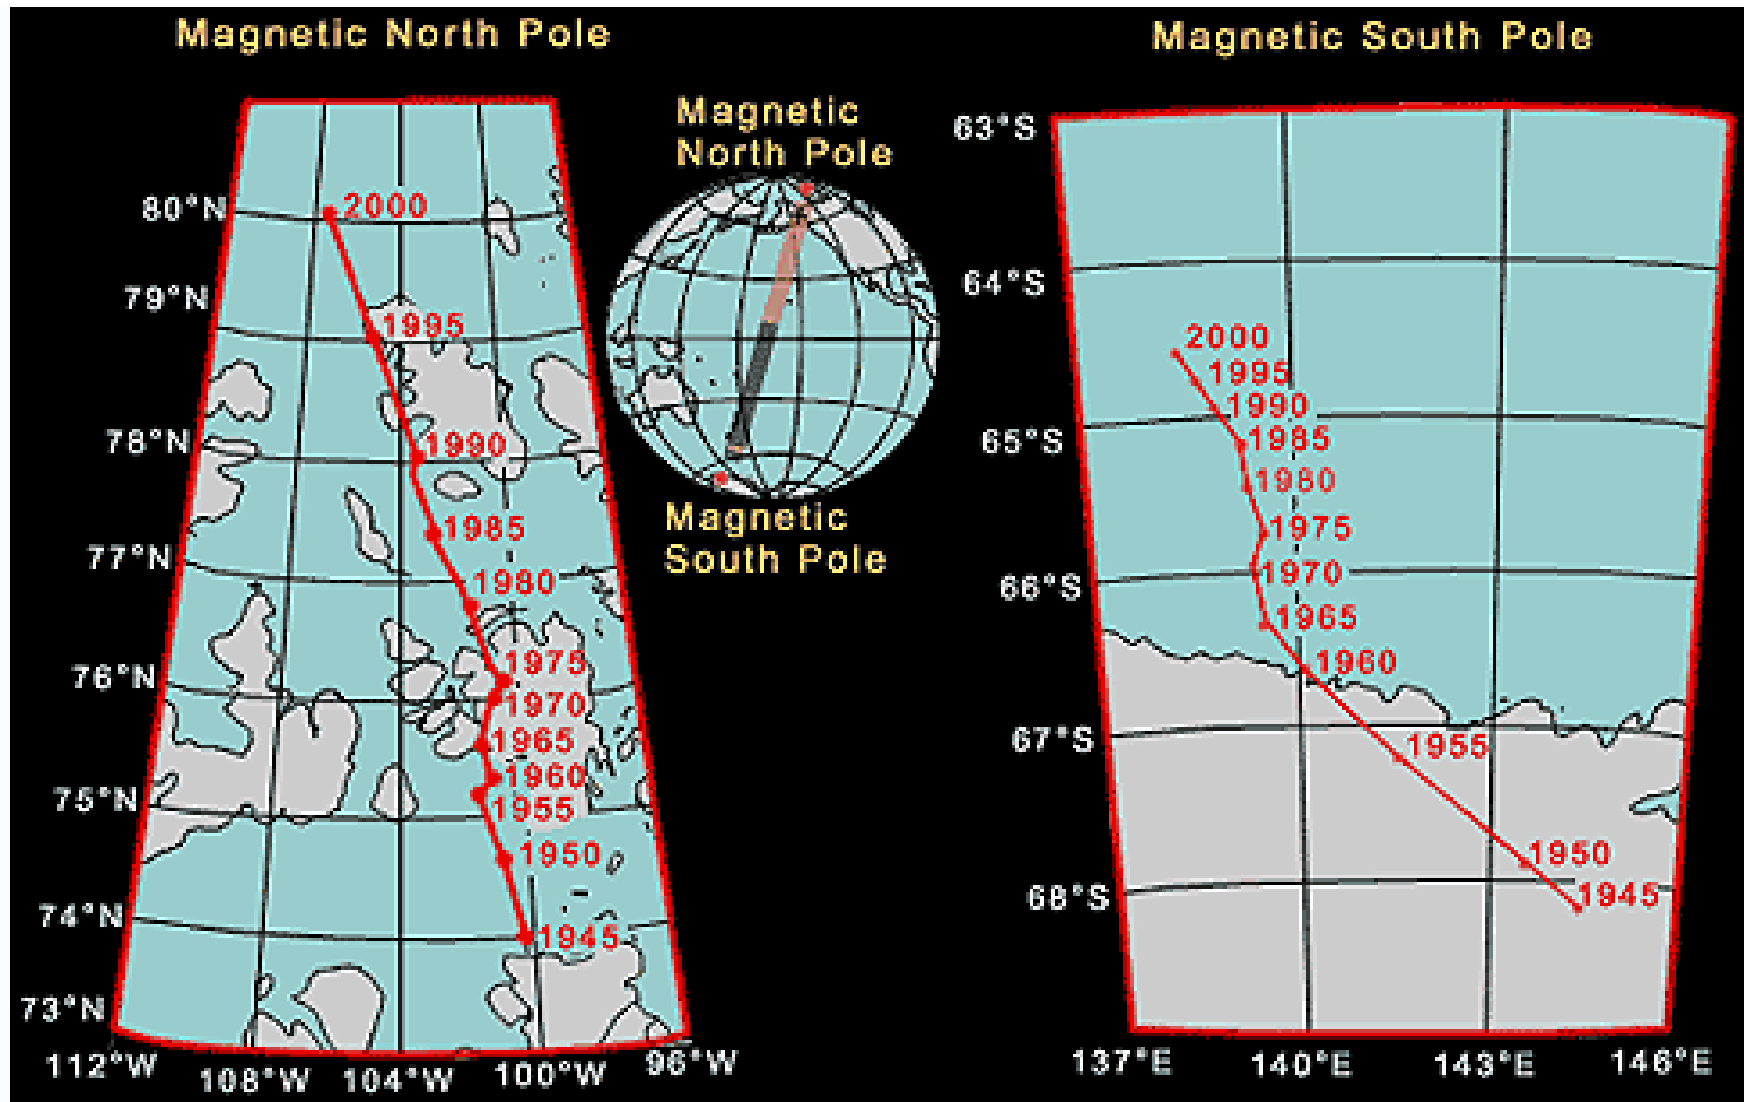 Magnetic North Pole
80°N
79°N
78°N
77°N
76°N
75°N
74°N
73°N
112°W
108°W
104°W
100°W
96°W
2000
1995
1990
1985
1980
1975
1970
1965
1960
1955
1950
1945
Magnetic
North Pole
Magnetic
South Pole
Magnetic South Pole
63°S
64°S
65°S
66°S
67°S
68°S
137°E
140°E
143°E
146°E
2000
1995
1990
1985
1980
1975
1970
1965
1960
1955
1950
1945